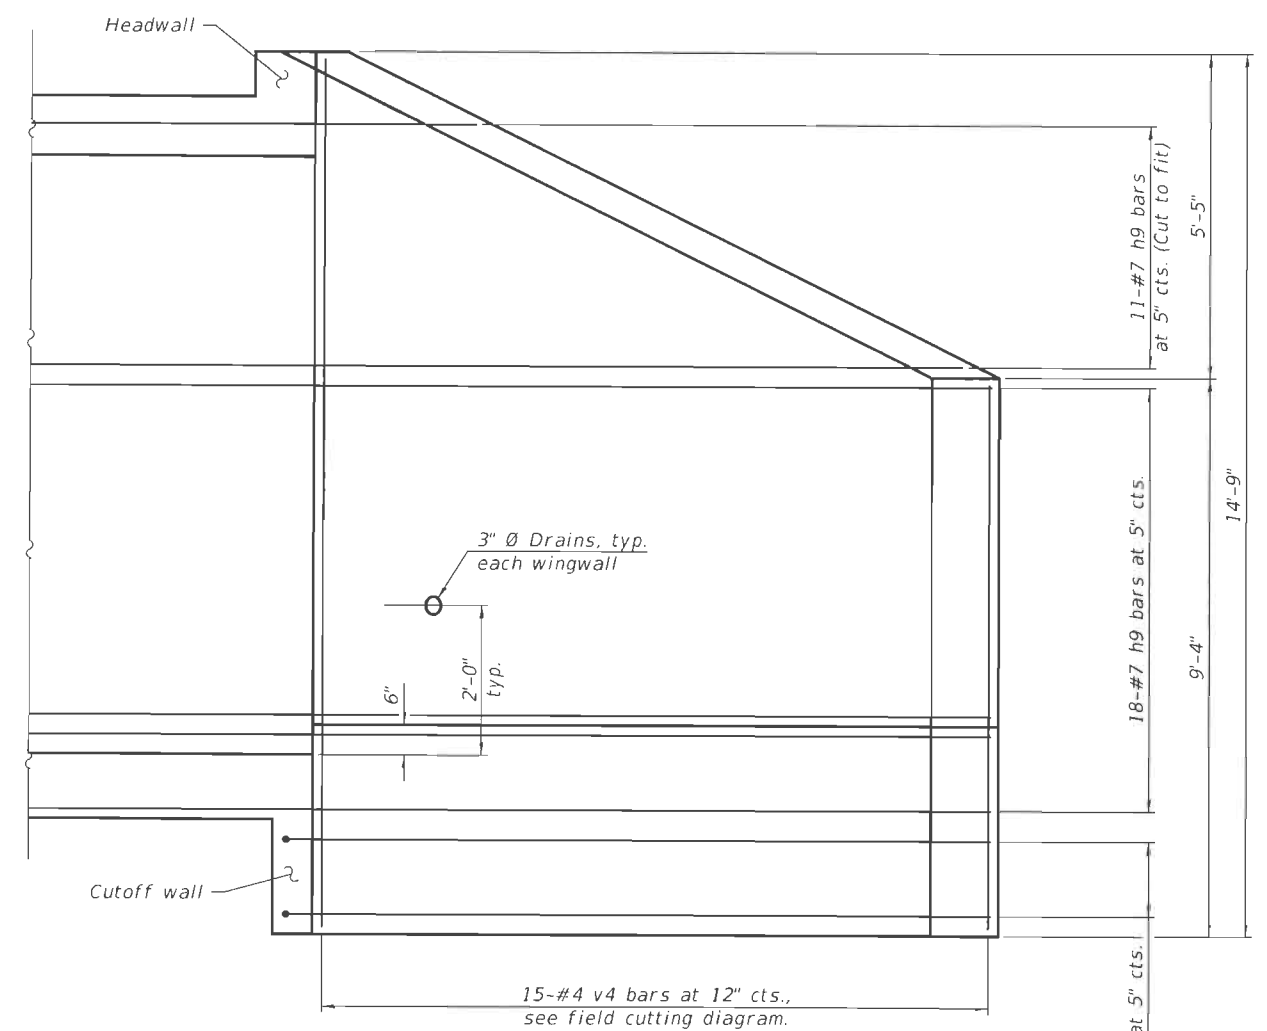 Headwall
11-#7 h9 bars
at 5" cts. (Cut to fit)
5'-5"
14'-9"
3" Ø Drains, typ.
each wingwall
18-#7 h9 bars at 5" cts.
9'-4"
6"
2'-0"
typ.
Cutoff wall
at 5" cts.
15-#4 v4 bars at 12" cts.,
see field cutting diagram.